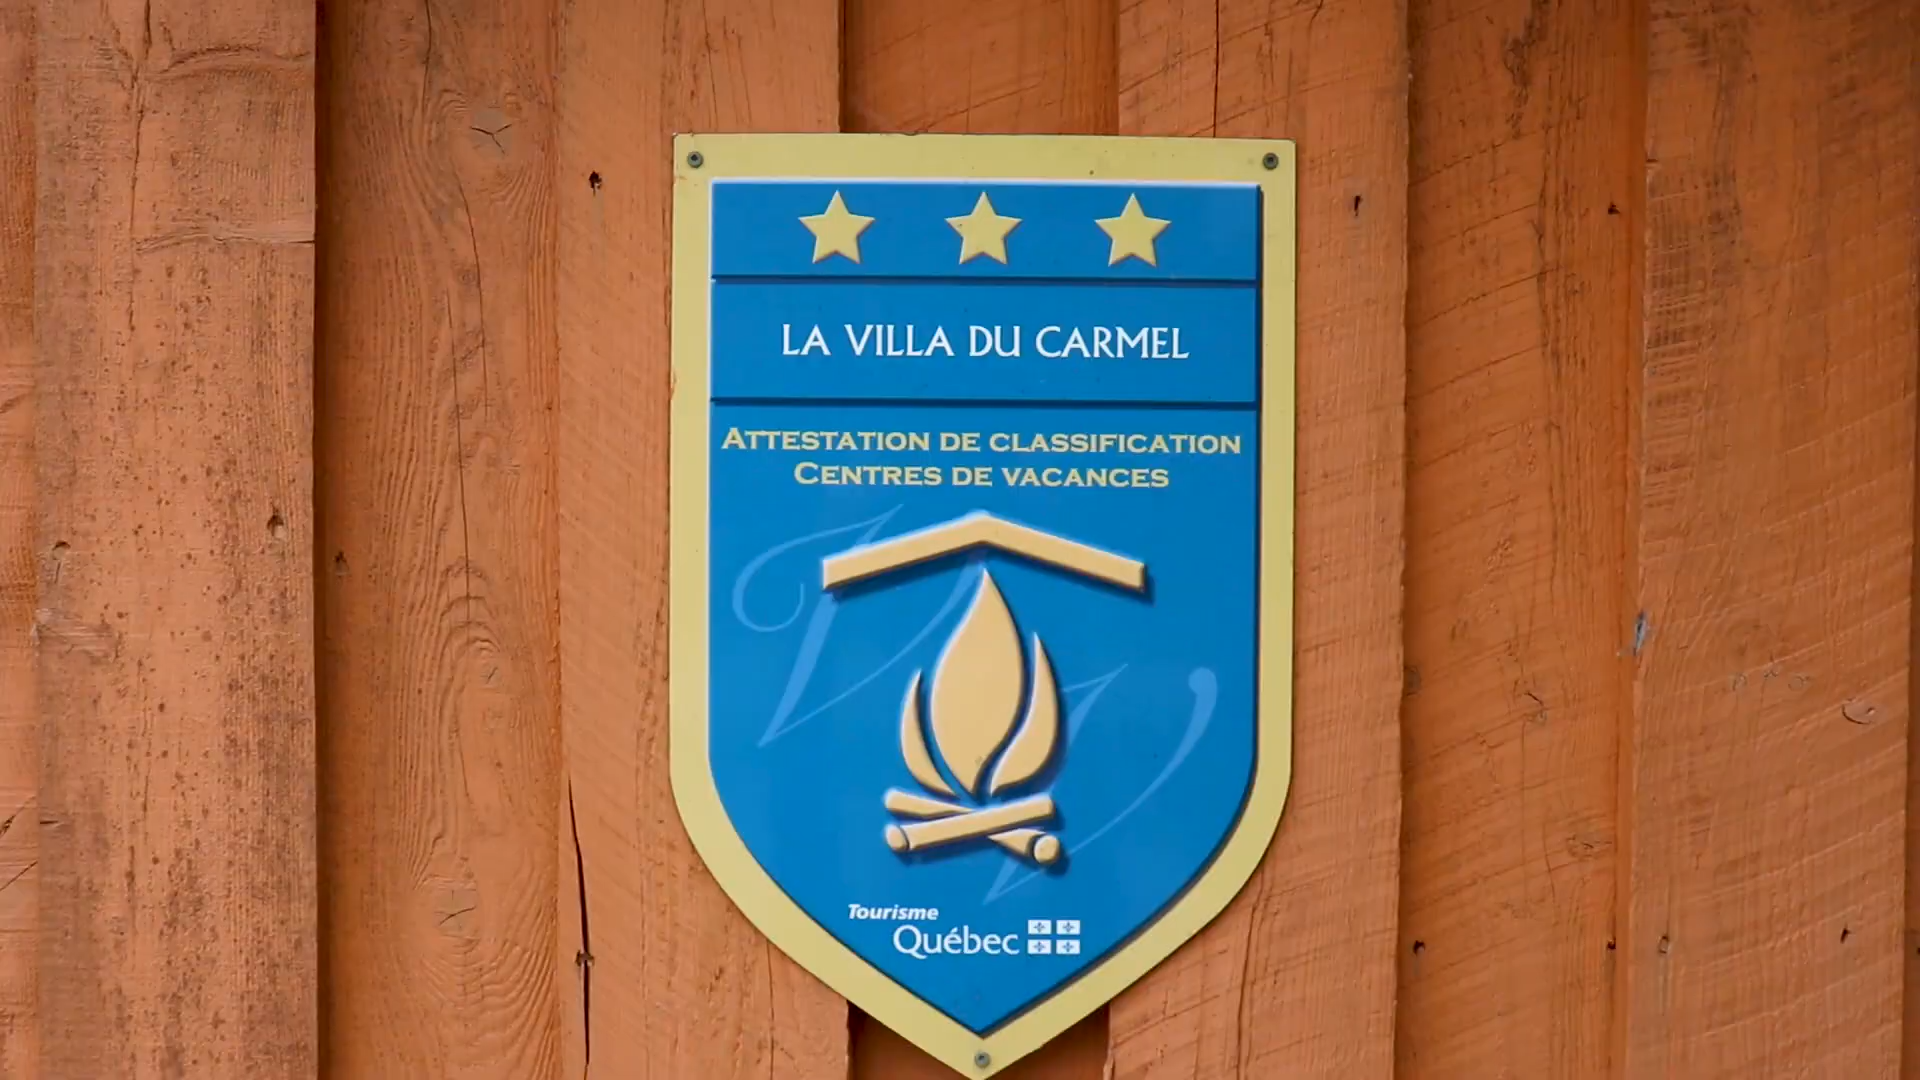 LA VILLA DU CARMEL
ATTESTATION DE CLASSIFICATION
CENTRES DE VACANCES
Tourisme
Québec